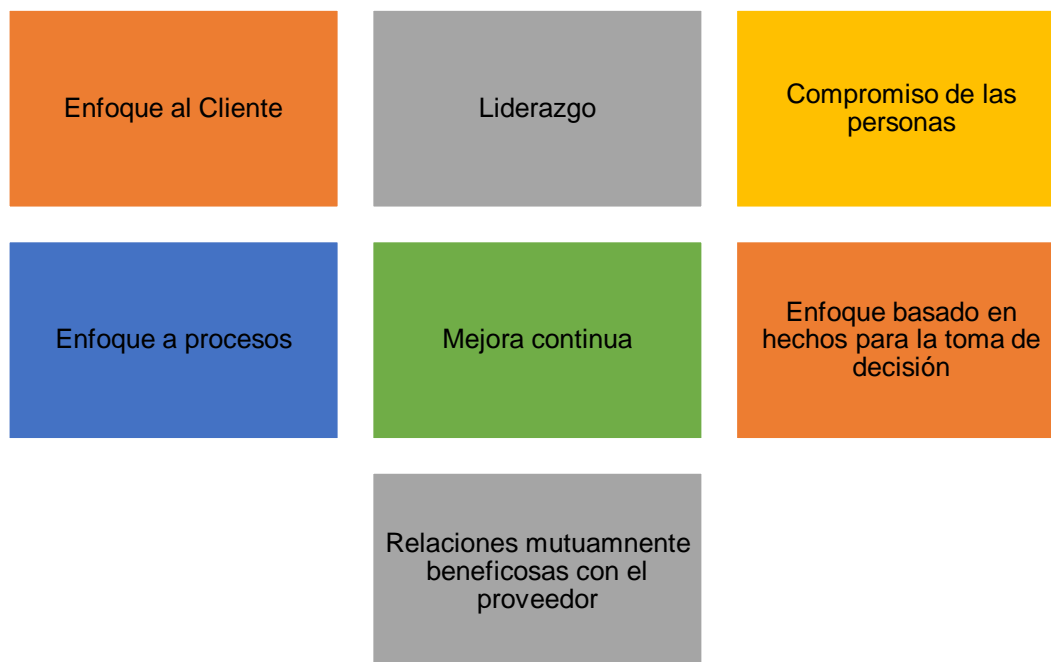 Enfoque al Cliente
Liderazgo
Compromiso de las
personas
Enfoque a procesos
Mejora continua
Enfoque basado en
hechos para la toma de
decisión
Relaciones mutuamnente
beneficosas con el
proveedor